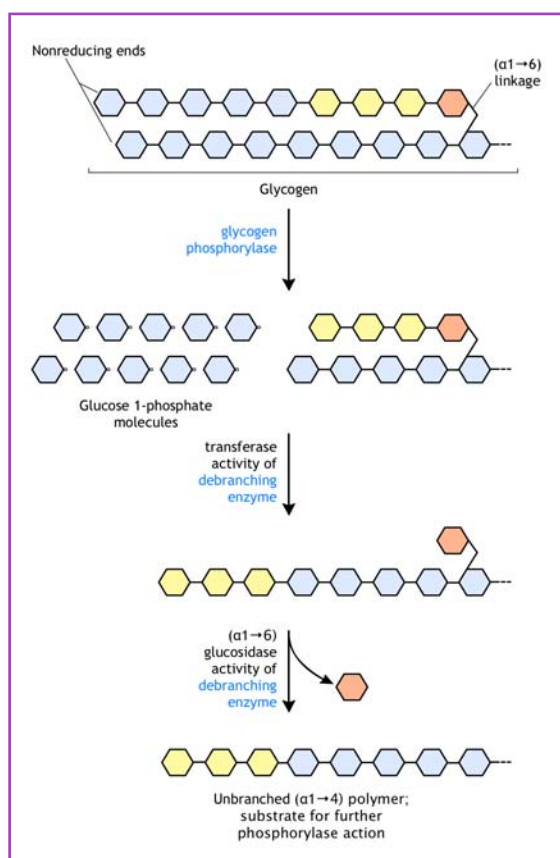 Nonreducing ends
(α1→6)
linkage
Glycogen
glycogen
phosphorylase
Glucose 1-phosphate
molecules
transferase
activity of
debranching
enzyme
(α1→6)
glucosidase
activity of
debranching
enzyme
Unbranched (α1→4) polymer;
substrate for further
phosphorylase action